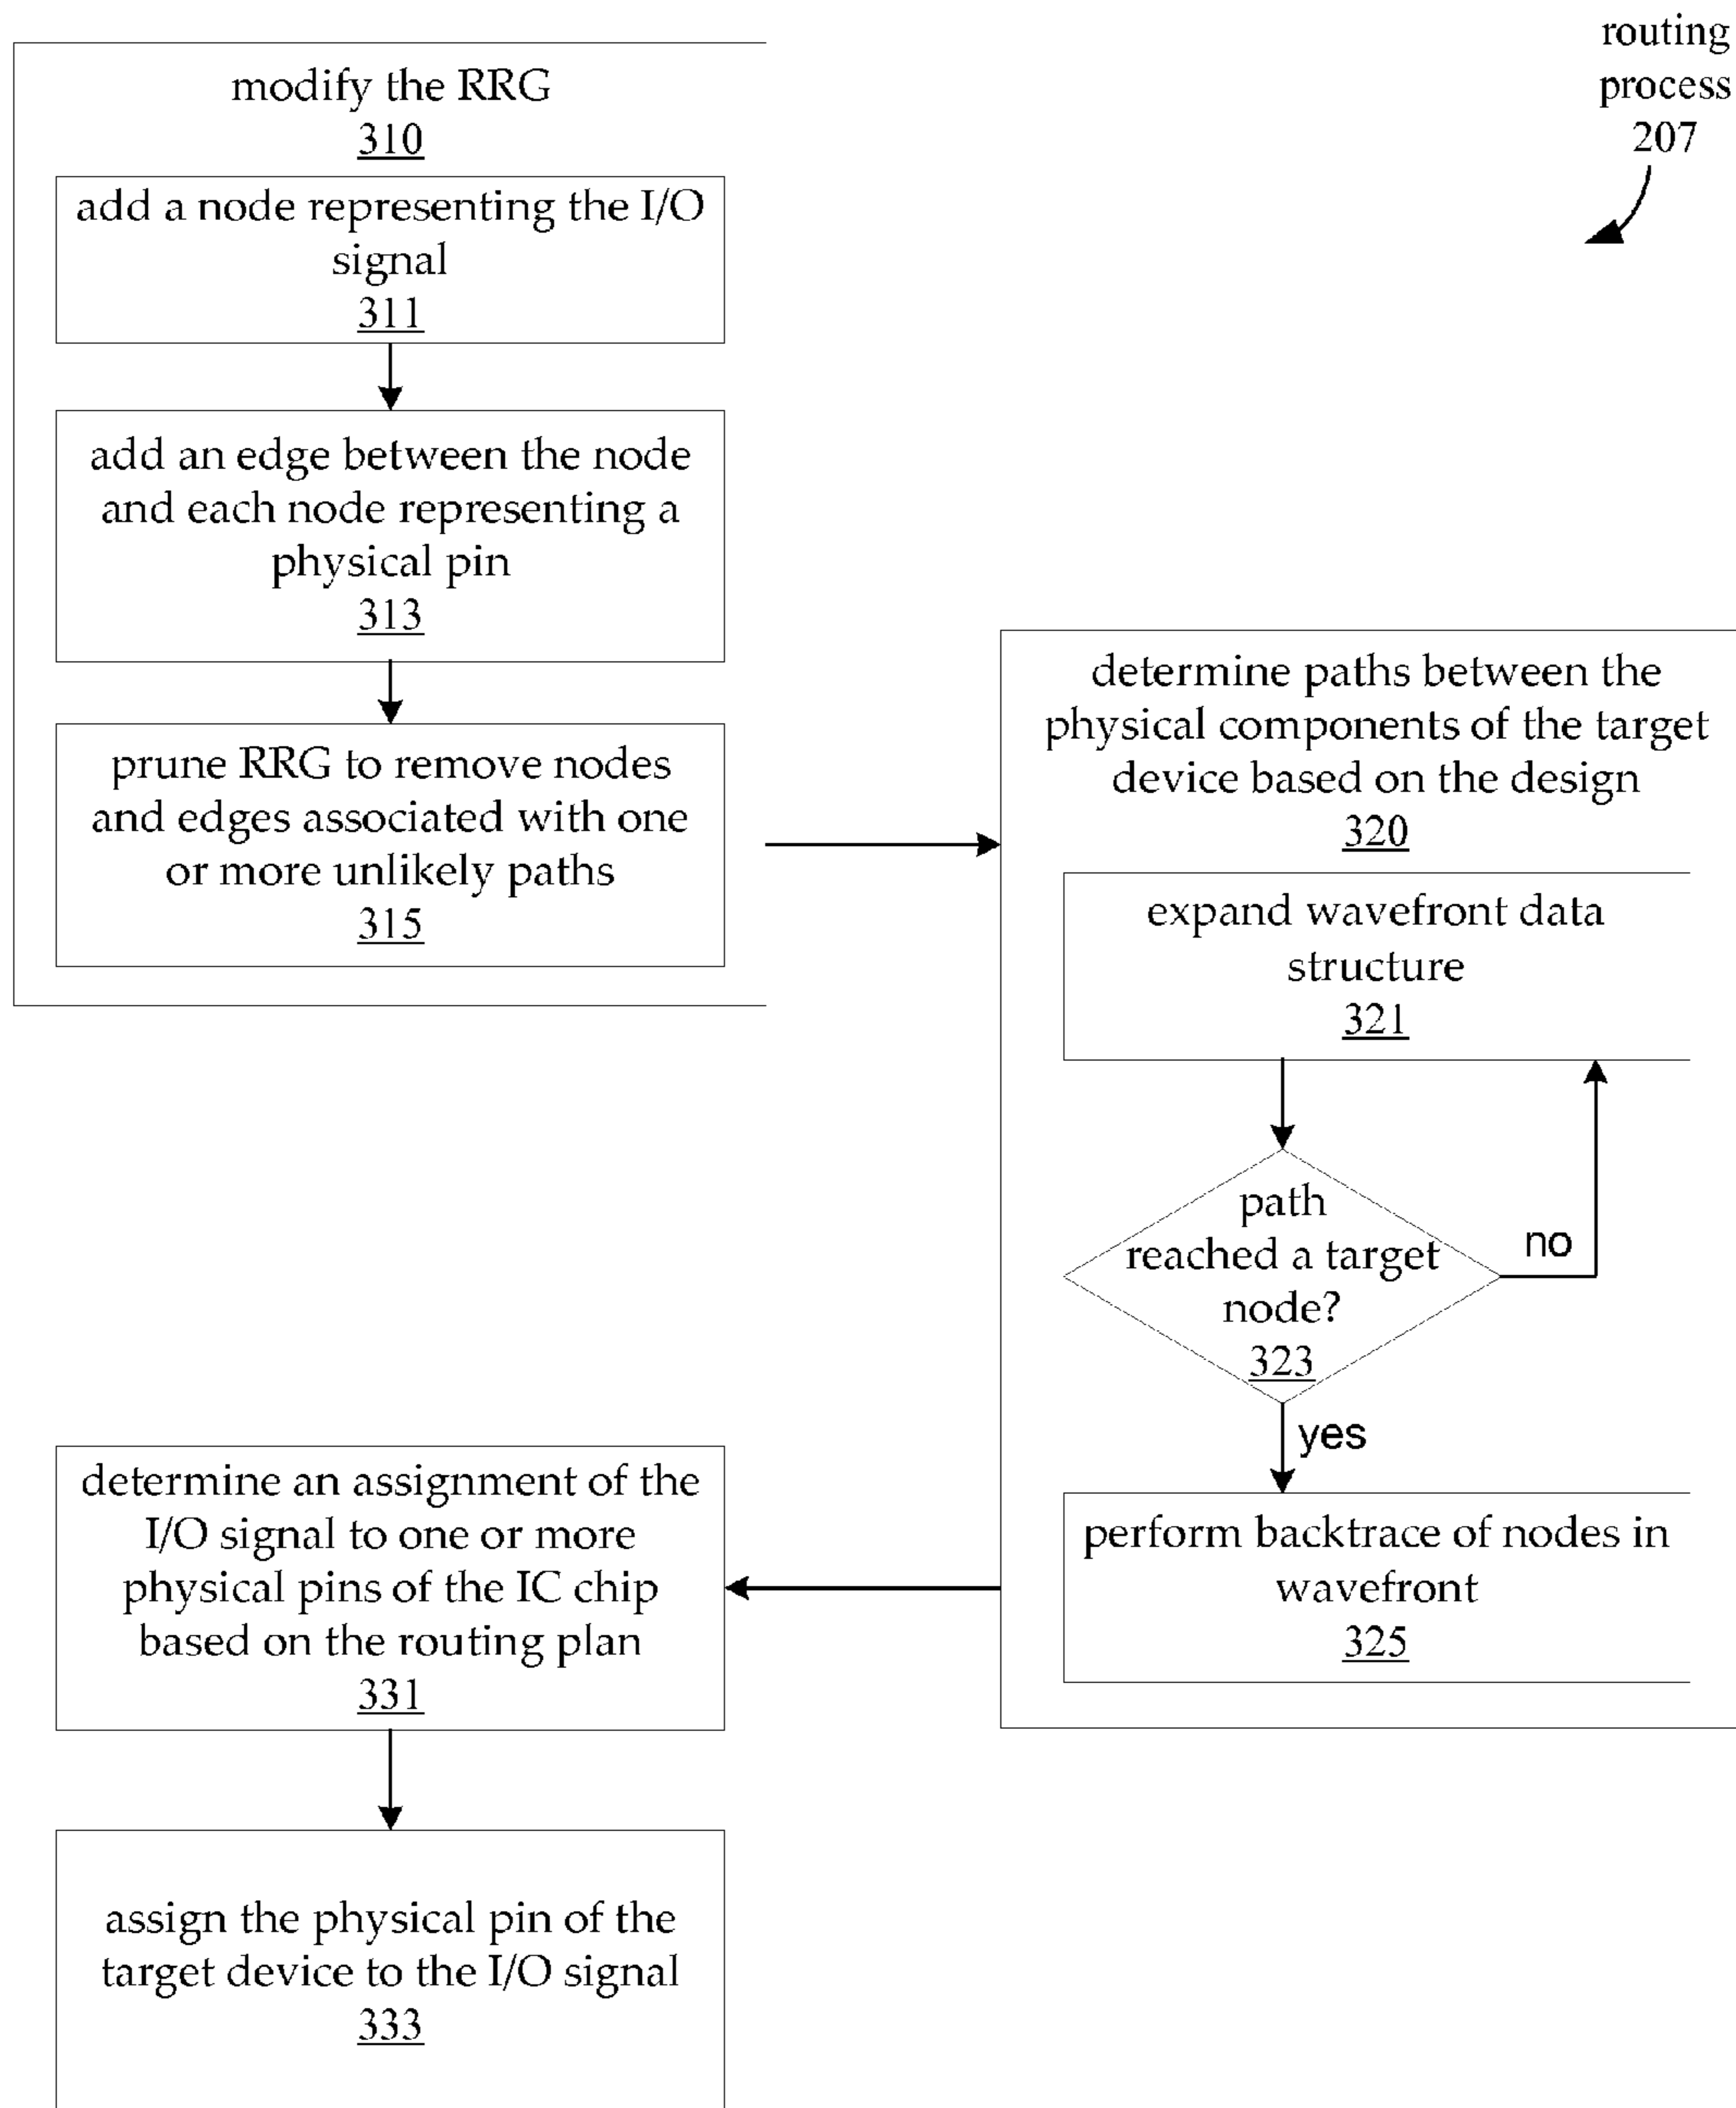 routing
process
207
modify the RRG
310
add a node representing the I/O
signal
311
add an edge between the node
and each node representing a
physical pin
313
prune RRG to remove nodes
and edges associated with one
or more unlikely paths
315
determine paths between the
physical components of the target
device based on the design
320
expand wavefront data
structure
321
path
reached a target
node?
323
no
yes
perform backtrace of nodes in
wavefront
325
determine an assignment of the
I/O signal to one or more
physical pins of the IC chip
based on the routing plan
331
assign the physical pin of the
target device to the I/O signal
333